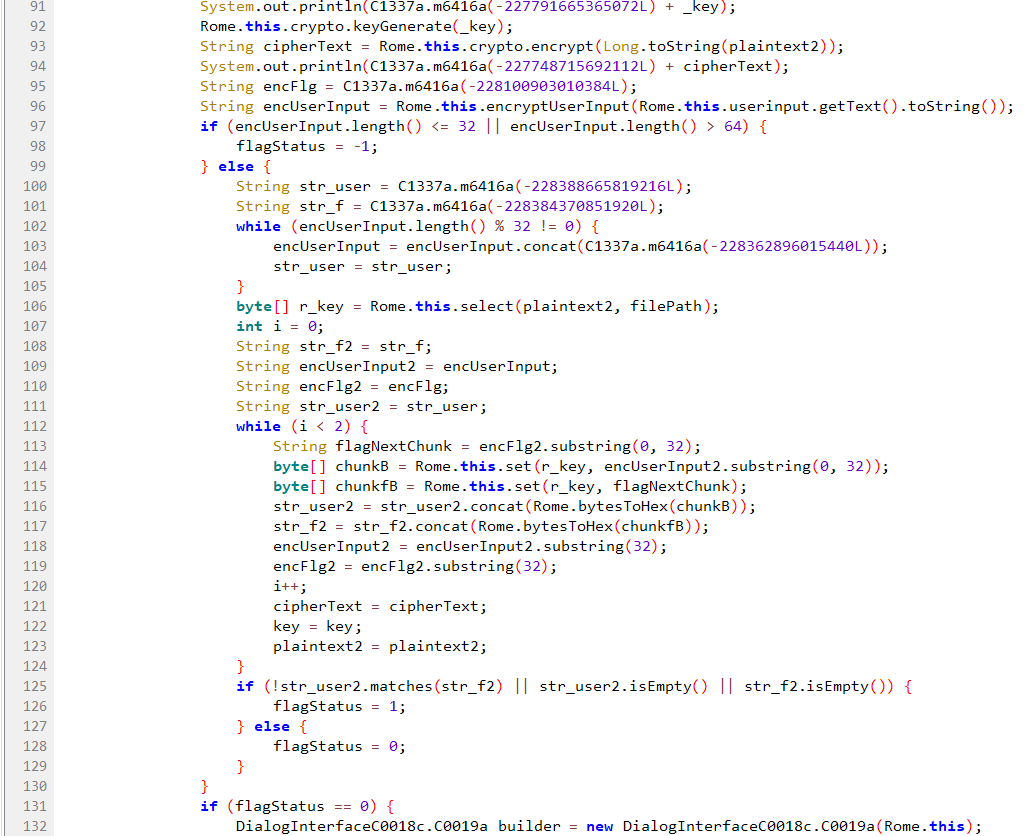 91 System.out.println(C1337a.m6416a(-227791665365072L) + _key);
92 Rome.this.crypto.keyGenerate(_key);
93 String cipherText = Rome.this.crypto.encrypt(Long.toString(plaintext2));
94 System.out.println(C1337a.m6416a(-227748715692112L) + cipherText);
95 String encFlg = C1337a.m6416a(-228100903010384L);
96 String encUserInput = Rome.this.encryptUserInput(Rome.this.userinput.getText().toString());
97 if (encUserInput.length() <= 32 || encUserInput.length() > 64) {
98 flagStatus = -1;
99 } else {
100 String str_user = C1337a.m6416a(-228388665819216L);
101 String str_f = C1337a.m6416a(-228384370851920L);
102 while (encUserInput.length() % 32 != 0) {
103 encUserInput = encUserInput.concat(C1337a.m6416a(-228362896015440L));
104 str_user = str_user;
105 }
106 byte[] r_key = Rome.this.select(plaintext2, filePath);
107 int i = 0;
108 String str_f2 = str_f;
109 String encUserInput2 = encUserInput;
110 String encFlg2 = encFlg;
111 String str_user2 = str_user;
112 while (i < 2) {
113 String flagNextChunk = encFlg2.substring(0, 32);
114 byte[] chunkB = Rome.this.set(r_key, encUserInput2.substring(0, 32));
115 byte[] chunkfB = Rome.this.set(r_key, flagNextChunk);
116 str_user2 = str_user2.concat(Rome.bytesToHex(chunkB));
117 str_f2 = str_f2.concat(Rome.bytesToHex(chunkfB));
118 encUserInput2 = encUserInput2.substring(32);
119 encFlg2 = encFlg2.substring(32);
120 i++;
121 cipherText = cipherText;
122 key = key;
123 plaintext2 = plaintext2;
124 }
125 if (!str_user2.matches(str_f2) || str_user2.isEmpty() || str_f2.isEmpty()) {
126 flagStatus = 1;
127 } else {
128 flagStatus = 0;
129 }
130 }
131 if (flagStatus == 0) {
132 DialogInterfaceC0018c.C0019a builder = new DialogInterfaceC0018c.C0019a(Rome.this);